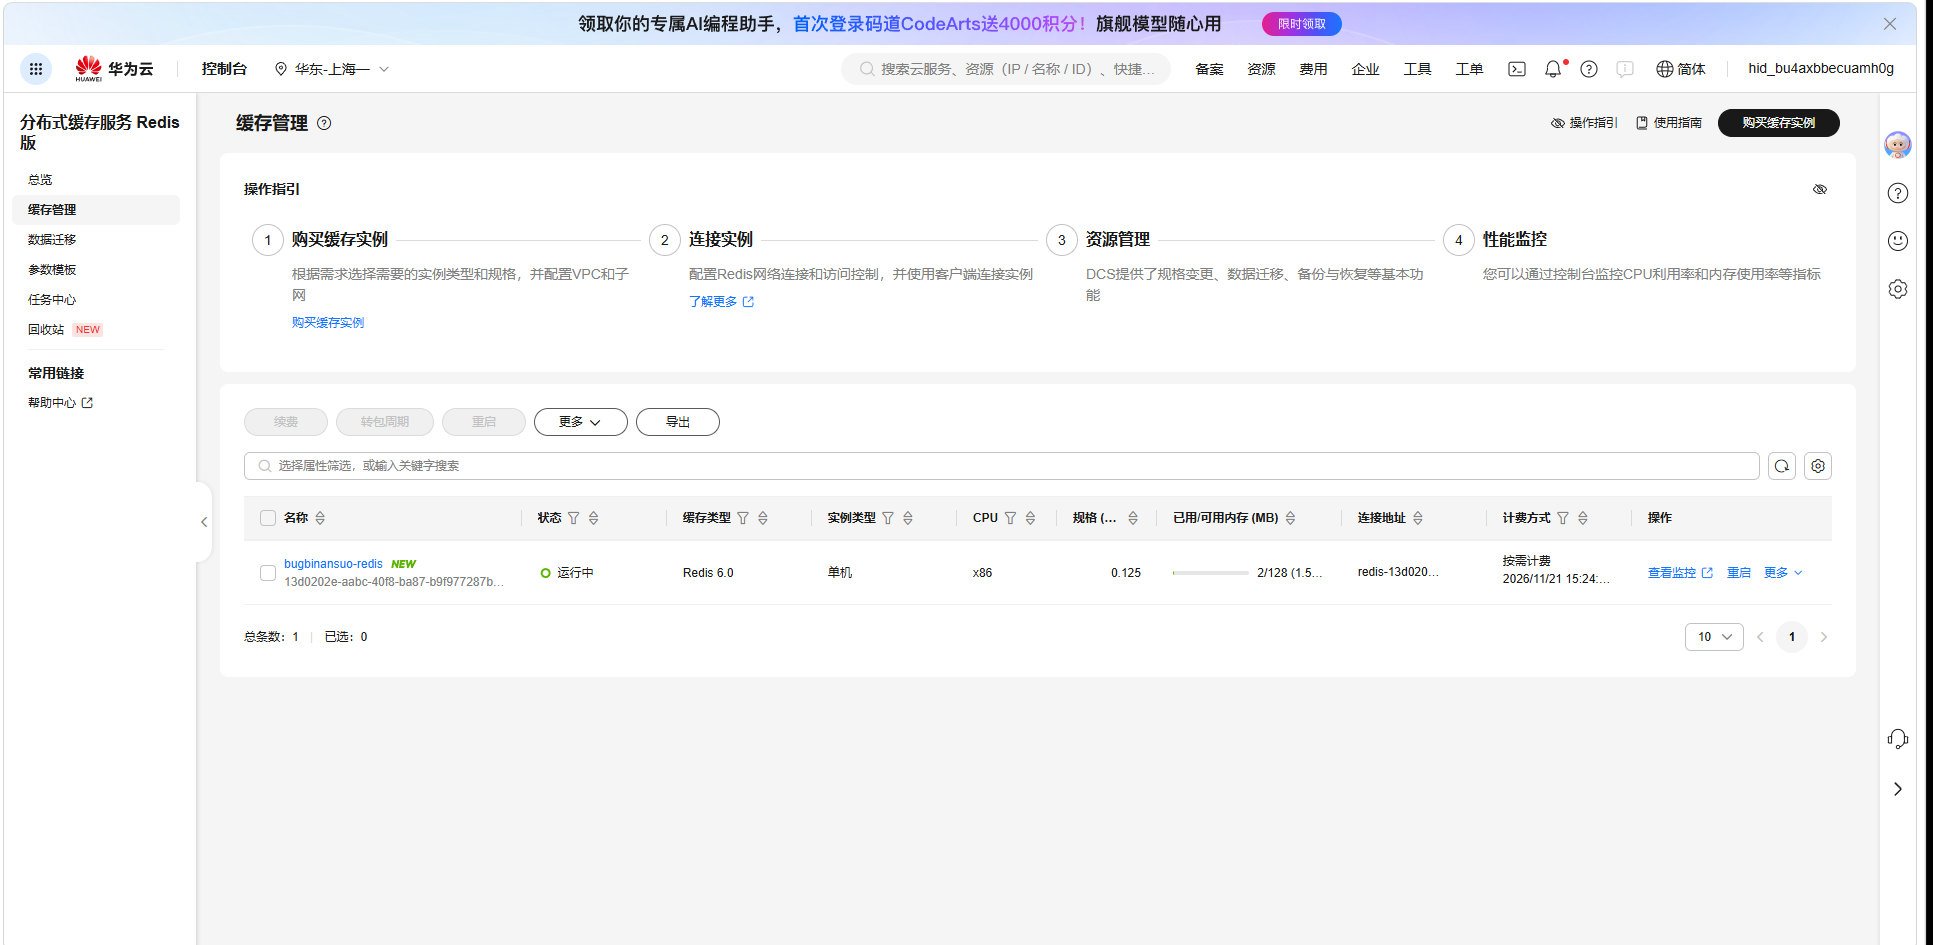 领取你的专属AI编程助手，首次登录码道CodeArts送4000积分！旗舰模型随心用 限时领取
HUAWEI 华为云 控制台 华东-上海一 搜索云服务、资源（IP / 名称 / ID）、快捷... 备案 资源 费用 企业 工具 工单 简体 hid_bu4axbbecuamh0g
分布式缓存服务 Redis版
总览
缓存管理
数据迁移
参数模板
任务中心
回收站 NEW
常用链接
帮助中心
缓存管理 操作指引 使用指南 购买缓存实例
操作指引
1 购买缓存实例
根据需求选择需要的实例类型和规格，并配置VPC和子
网
购买缓存实例
2 连接实例
配置Redis网络连接和访问控制，并使用客户端连接实例
了解更多
3 资源管理
DCS提供了规格变更、数据迁移、备份与恢复等基本功
能
4 性能监控
您可以通过控制台监控CPU利用率和内存使用率等指标
续费 转包周期 重启 更多 导出
选择属性筛选，或输入关键字搜索
名称 状态 缓存类型 实例类型 CPU 规格 (... 已用/可用内存 (MB) 连接地址 计费方式 操作
bugbinansuo-redis NEW
13d0202e-aabc-40f8-ba87-b9f977287b...
运行中 Redis 6.0 单机 x86 0.125 2/128 (1.5... redis-13d020...
按需计费
2026/11/21 15:24:...
查看监控 重启 更多
总条数：1 已选：0 10 1